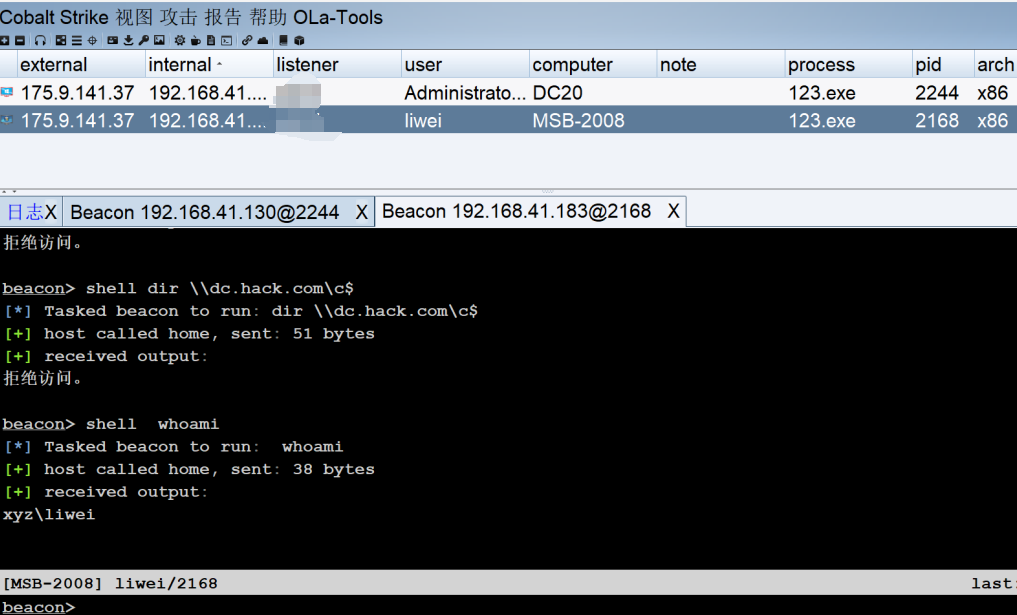 Cobalt Strike 视图 攻击 报告 帮助 OLa-Tools
external internal listener user computer note process pid arch
175.9.141.37 192.168.41.... Administrato... DC20 123.exe 2244 x86
175.9.141.37 192.168.41.... liwei MSB-2008 123.exe 2168 x86
日志X Beacon 192.168.41.130@2244 X Beacon 192.168.41.183@2168 X
拒绝访问。
beacon> shell dir \\dc.hack.com\c$
[*] Tasked beacon to run: dir \\dc.hack.com\c$
[+] host called home, sent: 51 bytes
[+] received output:
拒绝访问。
beacon> shell  whoami
[*] Tasked beacon to run:  whoami
[+] host called home, sent: 38 bytes
[+] received output:
xyz\liwei
[MSB-2008] liwei/2168 last:
beacon>